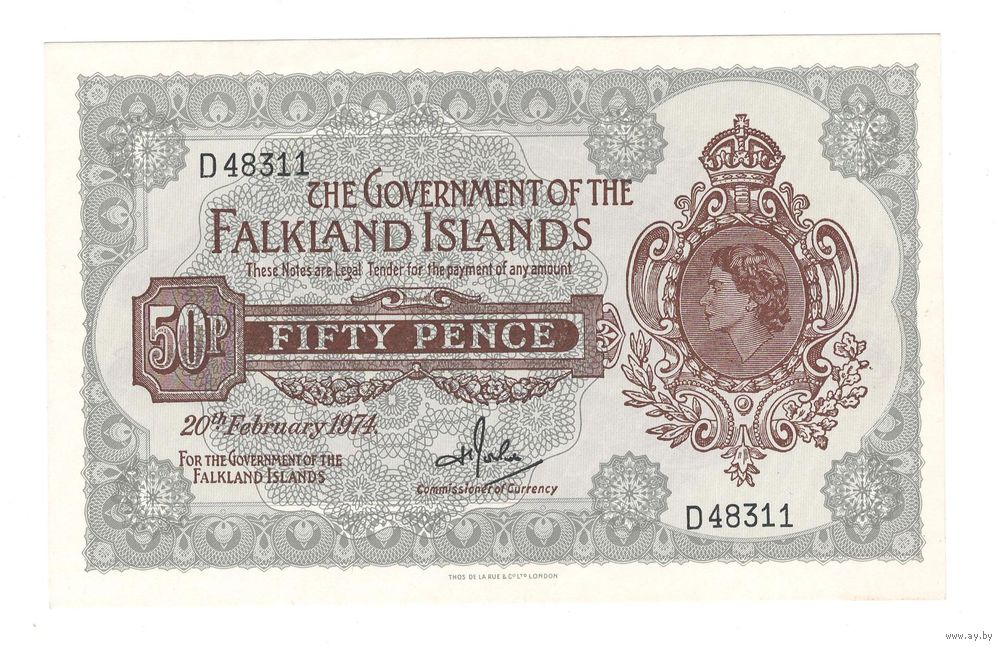 D48311
THE GOVERNMENT OF THE
FALKLAND ISLANDS
These Notes are Legal Tender for the payment of any amount
50P
FIFTY PENCE
20th February 1974.
FOR THE GOVERNMENT OF THE
FALKLAND ISLANDS
Commissioner of Currency
D48311
THOS DE LA RUE & CO LTD LONDON
www.ay.by